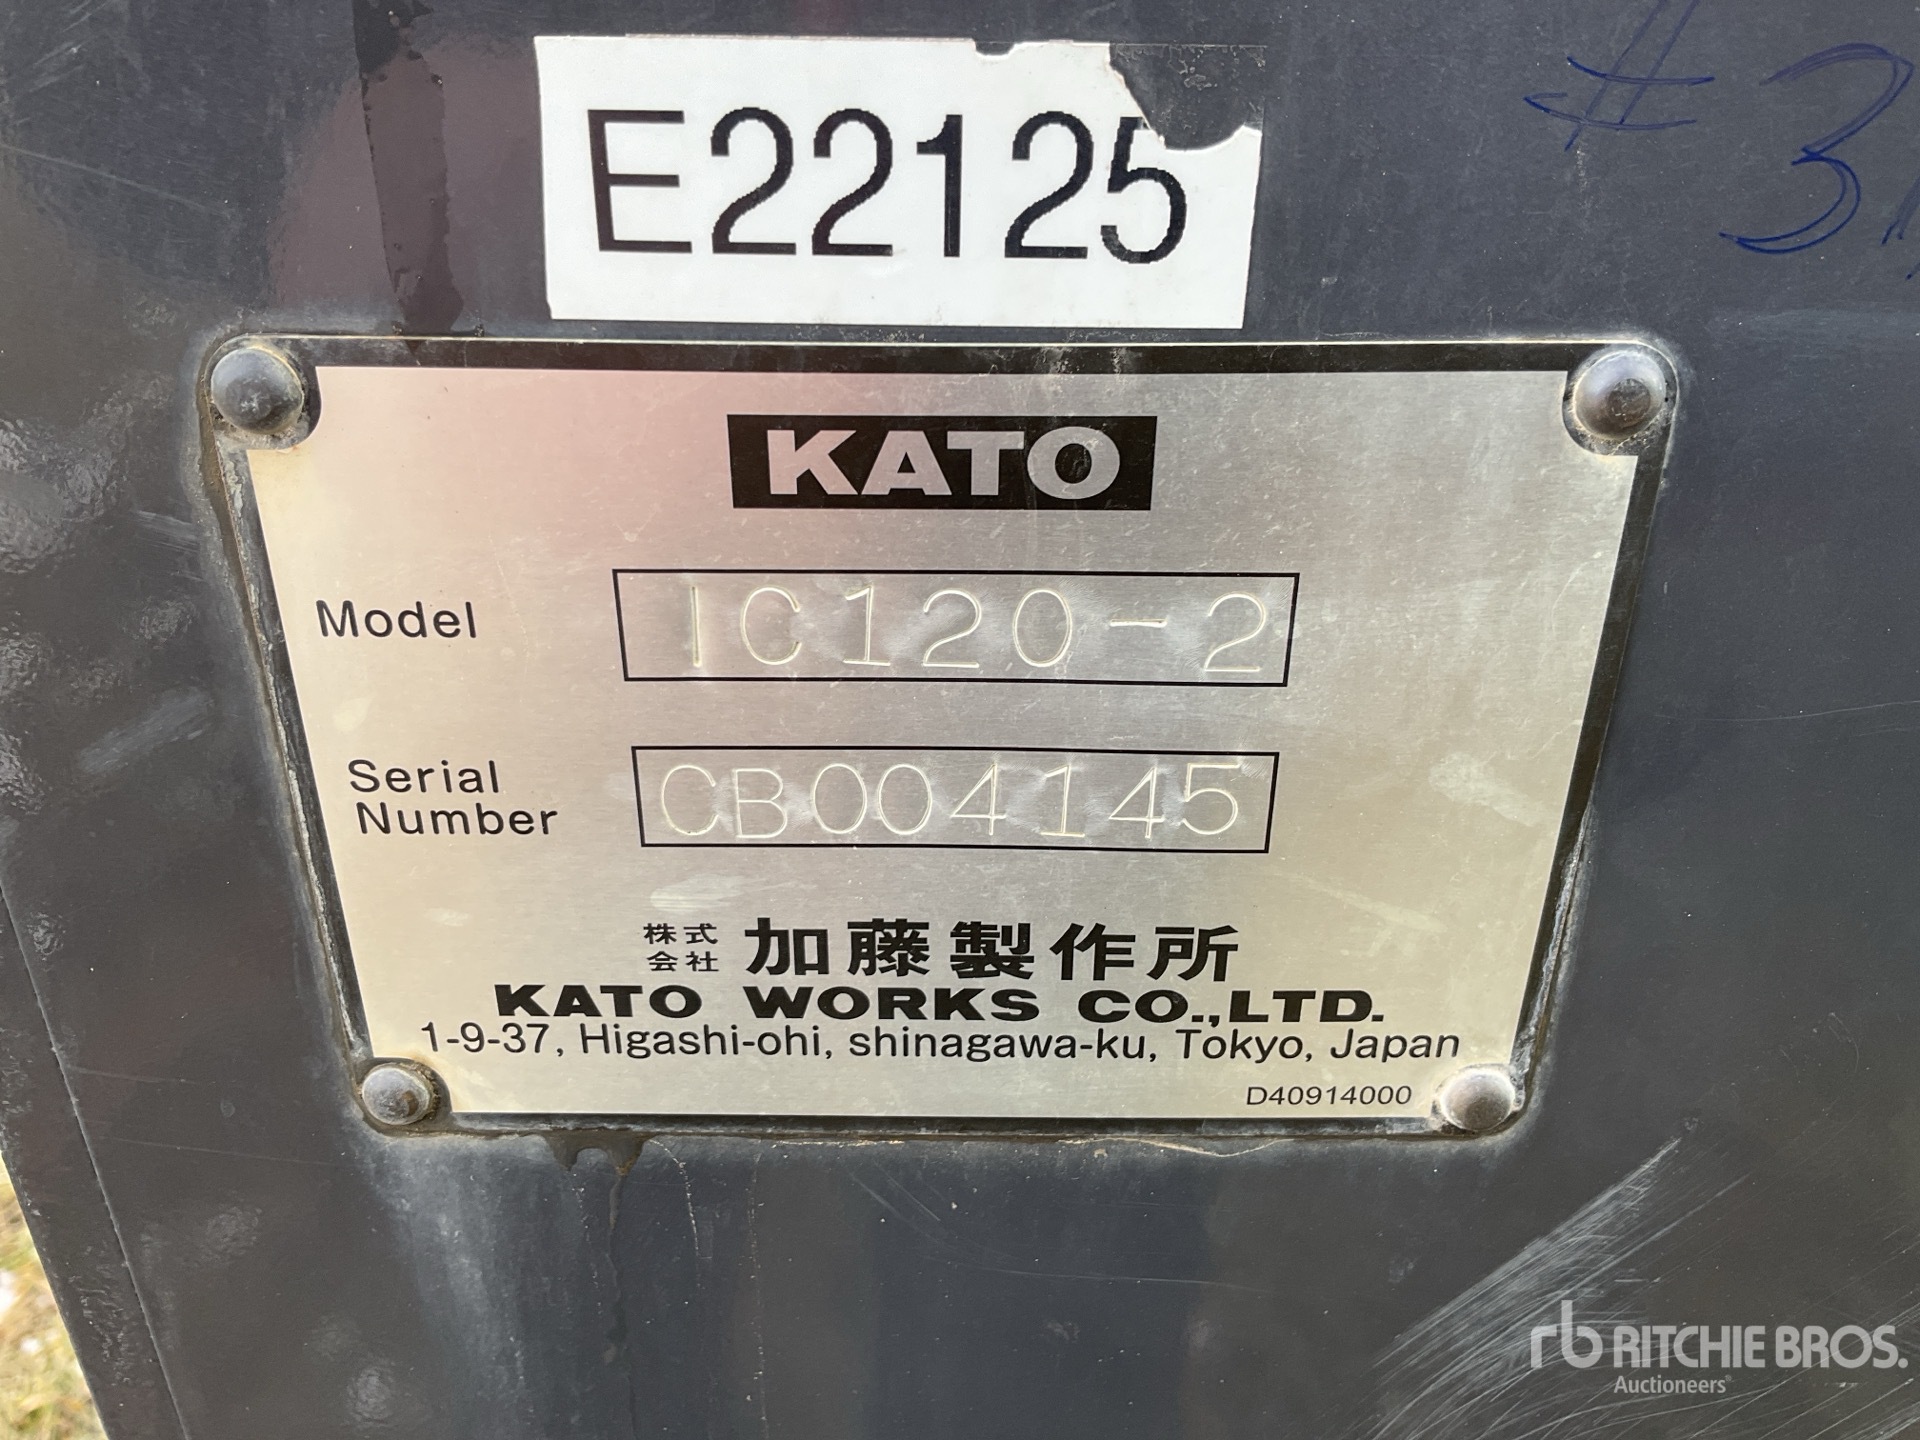 E22125
KATO
Model IC120-2
Serial Number CB004145
株式会社 加藤製作所
KATO WORKS CO.,LTD.
1-9-37, Higashi-ohi, shinagawa-ku, Tokyo, Japan
D40914000
rb RITCHIE BROS.
Auctioneers